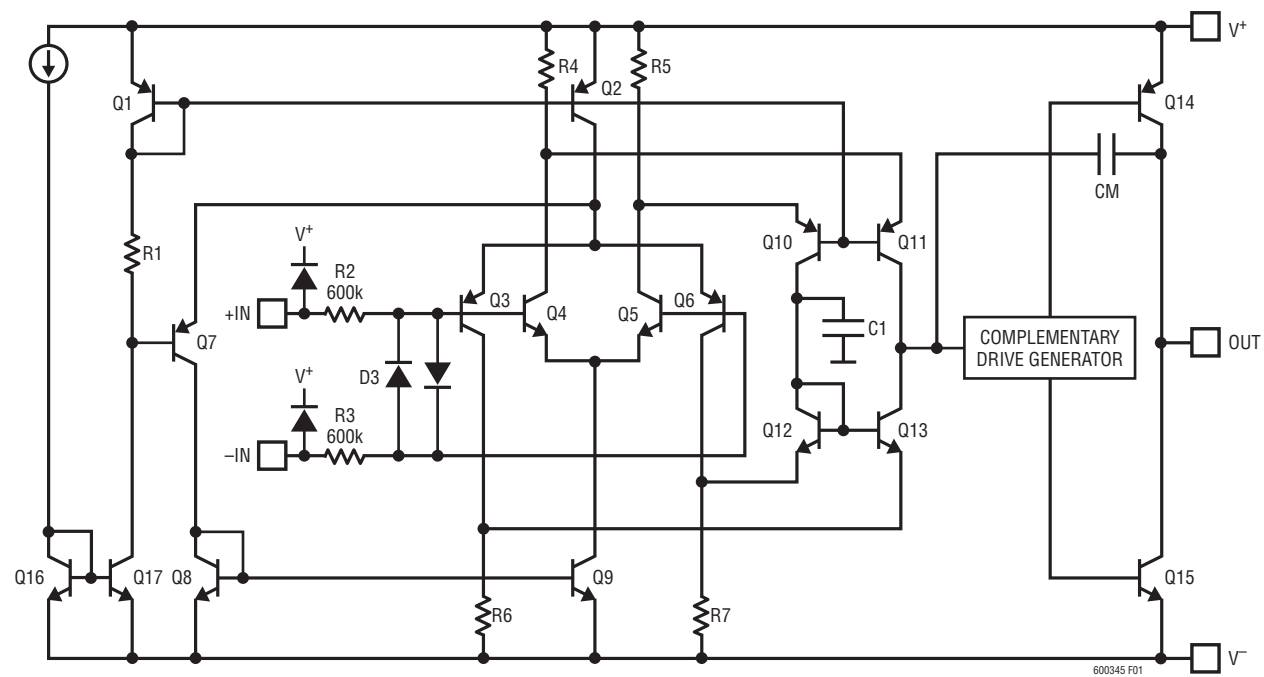 V+
R4
R5
Q1
Q2
Q14
CM
V+
R1
R2
600k
Q10
Q11
+IN
Q3
Q4
Q5
Q6
Q7
C1
COMPLEMENTARY
DRIVE GENERATOR
OUT
D3
V+
R3
600k
–IN
Q12
Q13
Q16
Q17
Q8
Q9
Q15
R6
R7
V–
600345 F01